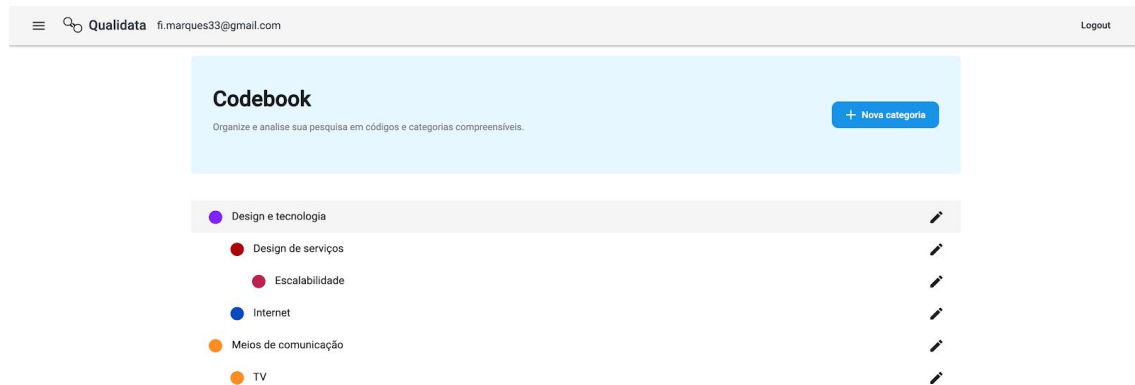 Qualidata fi.marques33@gmail.com Logout
Codebook
Organize e analise sua pesquisa em códigos e categorias compreensíveis.
+ Nova categoria
Design e tecnologia
Design de serviços
Escalabilidade
Internet
Meios de comunicação
TV